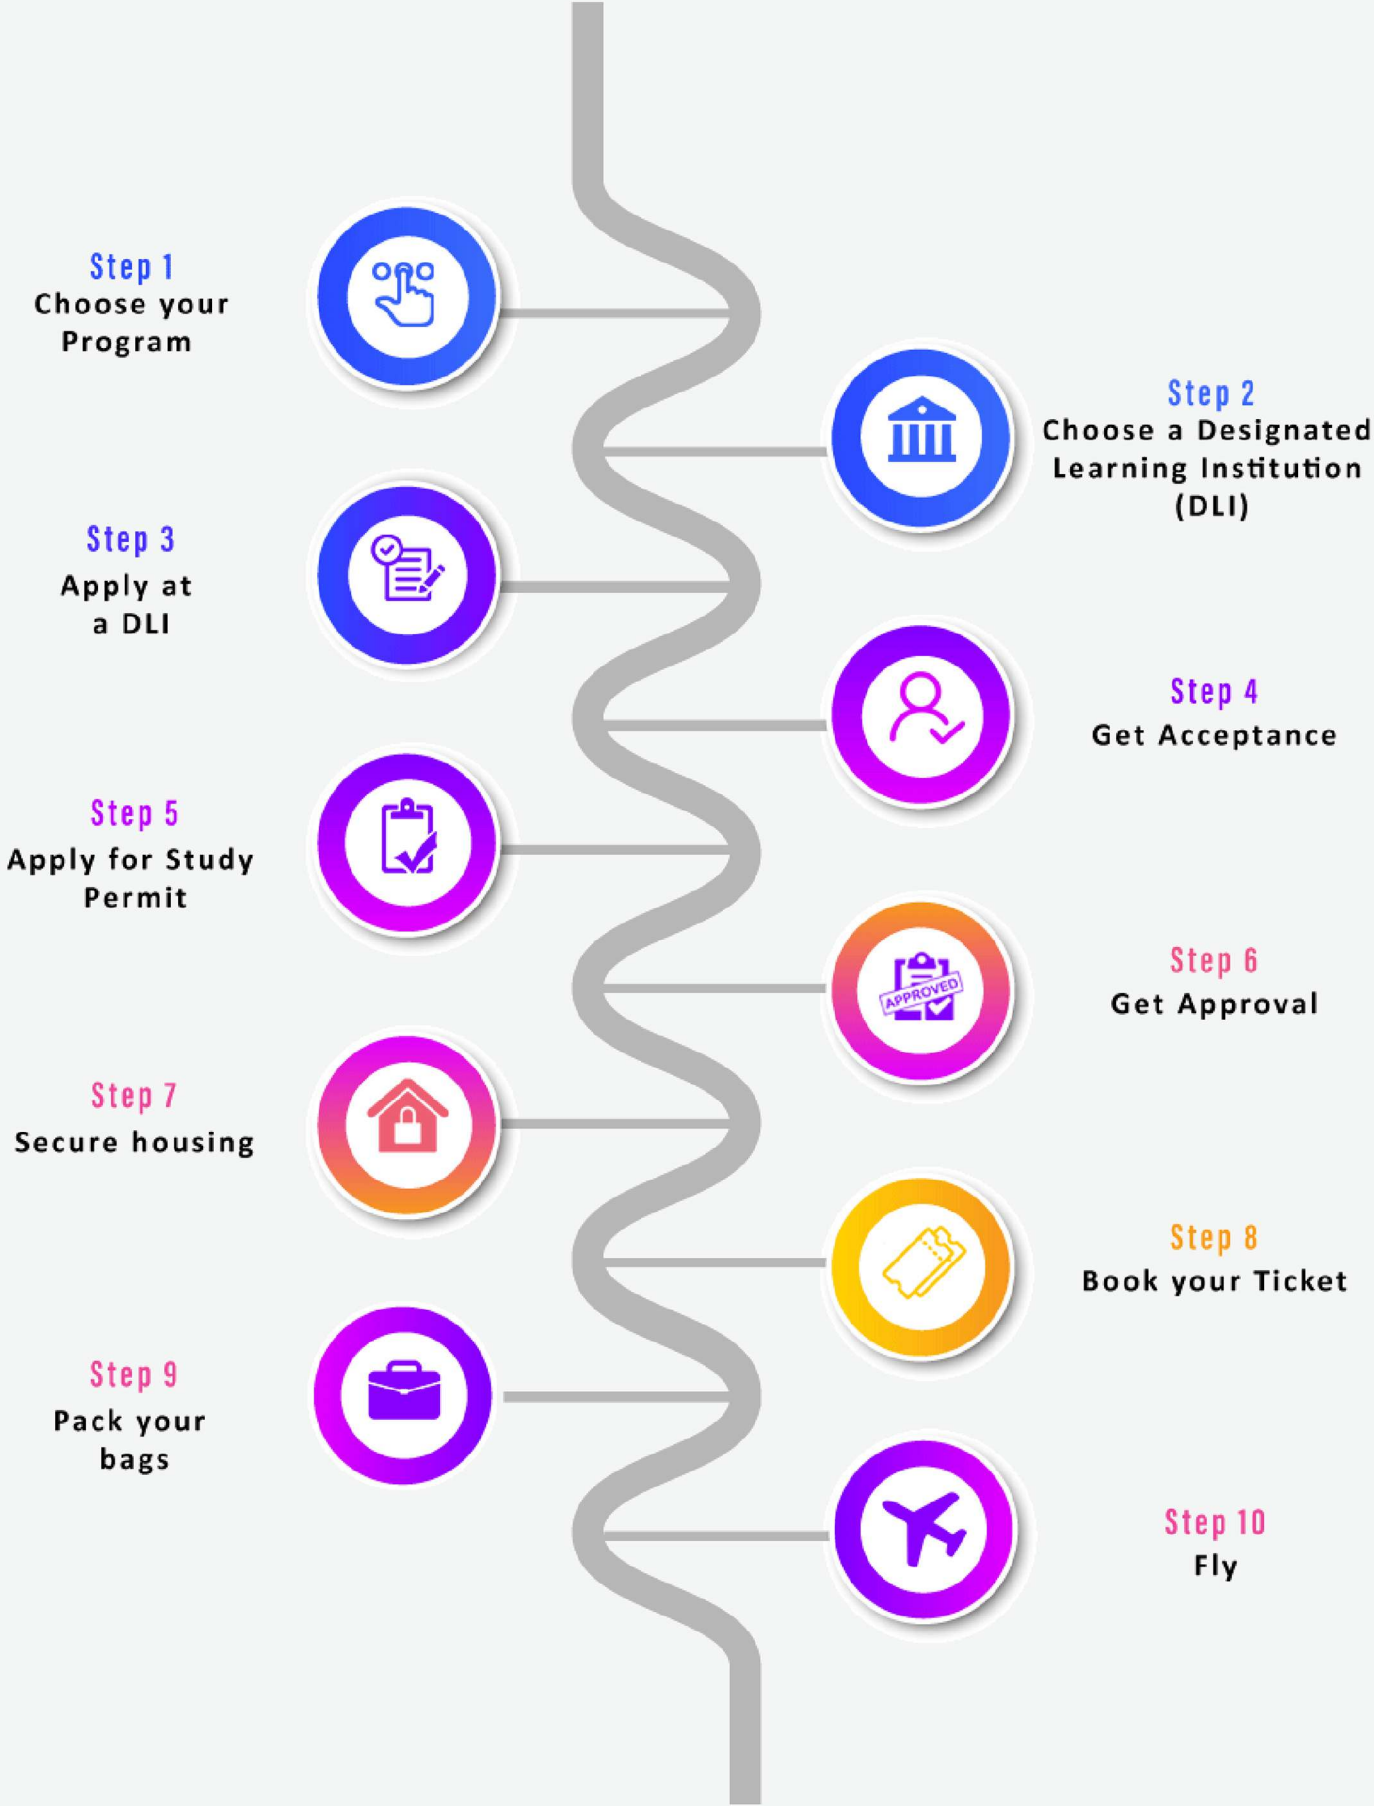 Step 1
Choose your
Program
Step 2
Choose a Designated
Learning Institution
(DLI)
Step 3
Apply at
a DLI
Step 4
Get Acceptance
Step 5
Apply for Study
Permit
Step 6
Get Approval
APPROVED
Step 7
Secure housing
Step 8
Book your Ticket
Step 9
Pack your
bags
Step 10
Fly